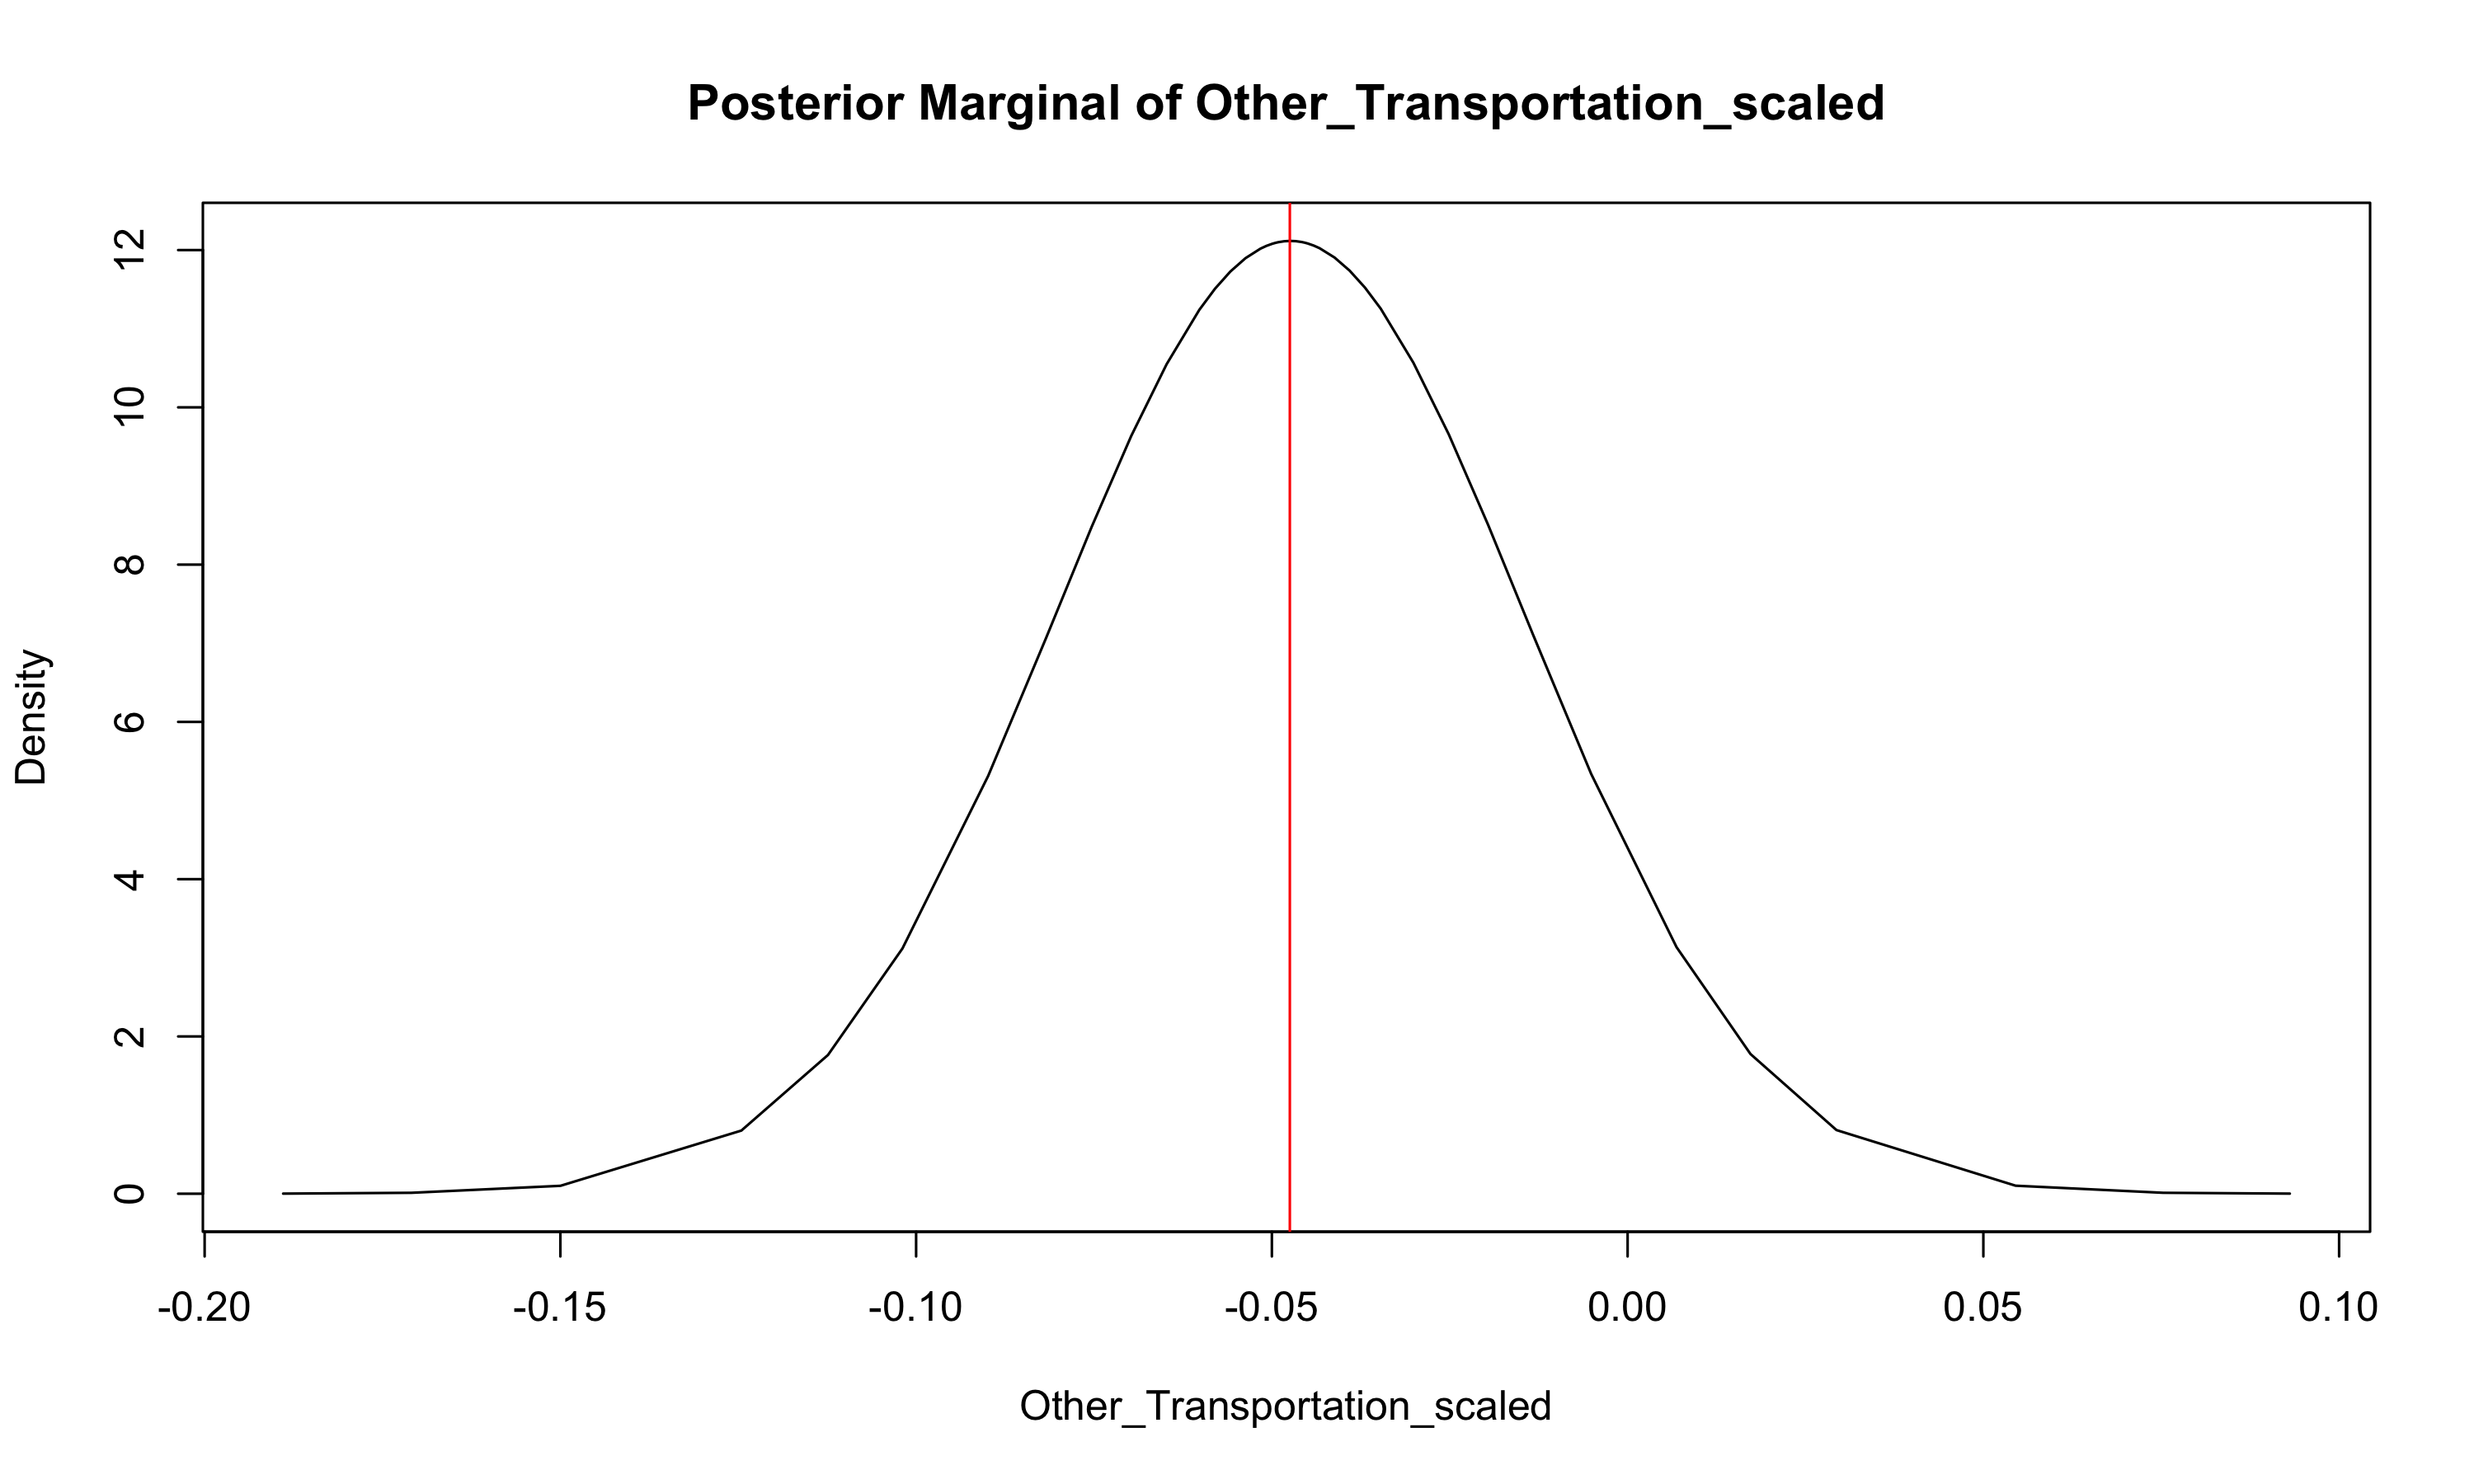 Posterior Marginal of Other_Transportation_scaled
12
10
8
6
4
2
0
Density
-0.20 -0.15 -0.10 -0.05 0.00 0.05 0.10
Other_Transportation_scaled